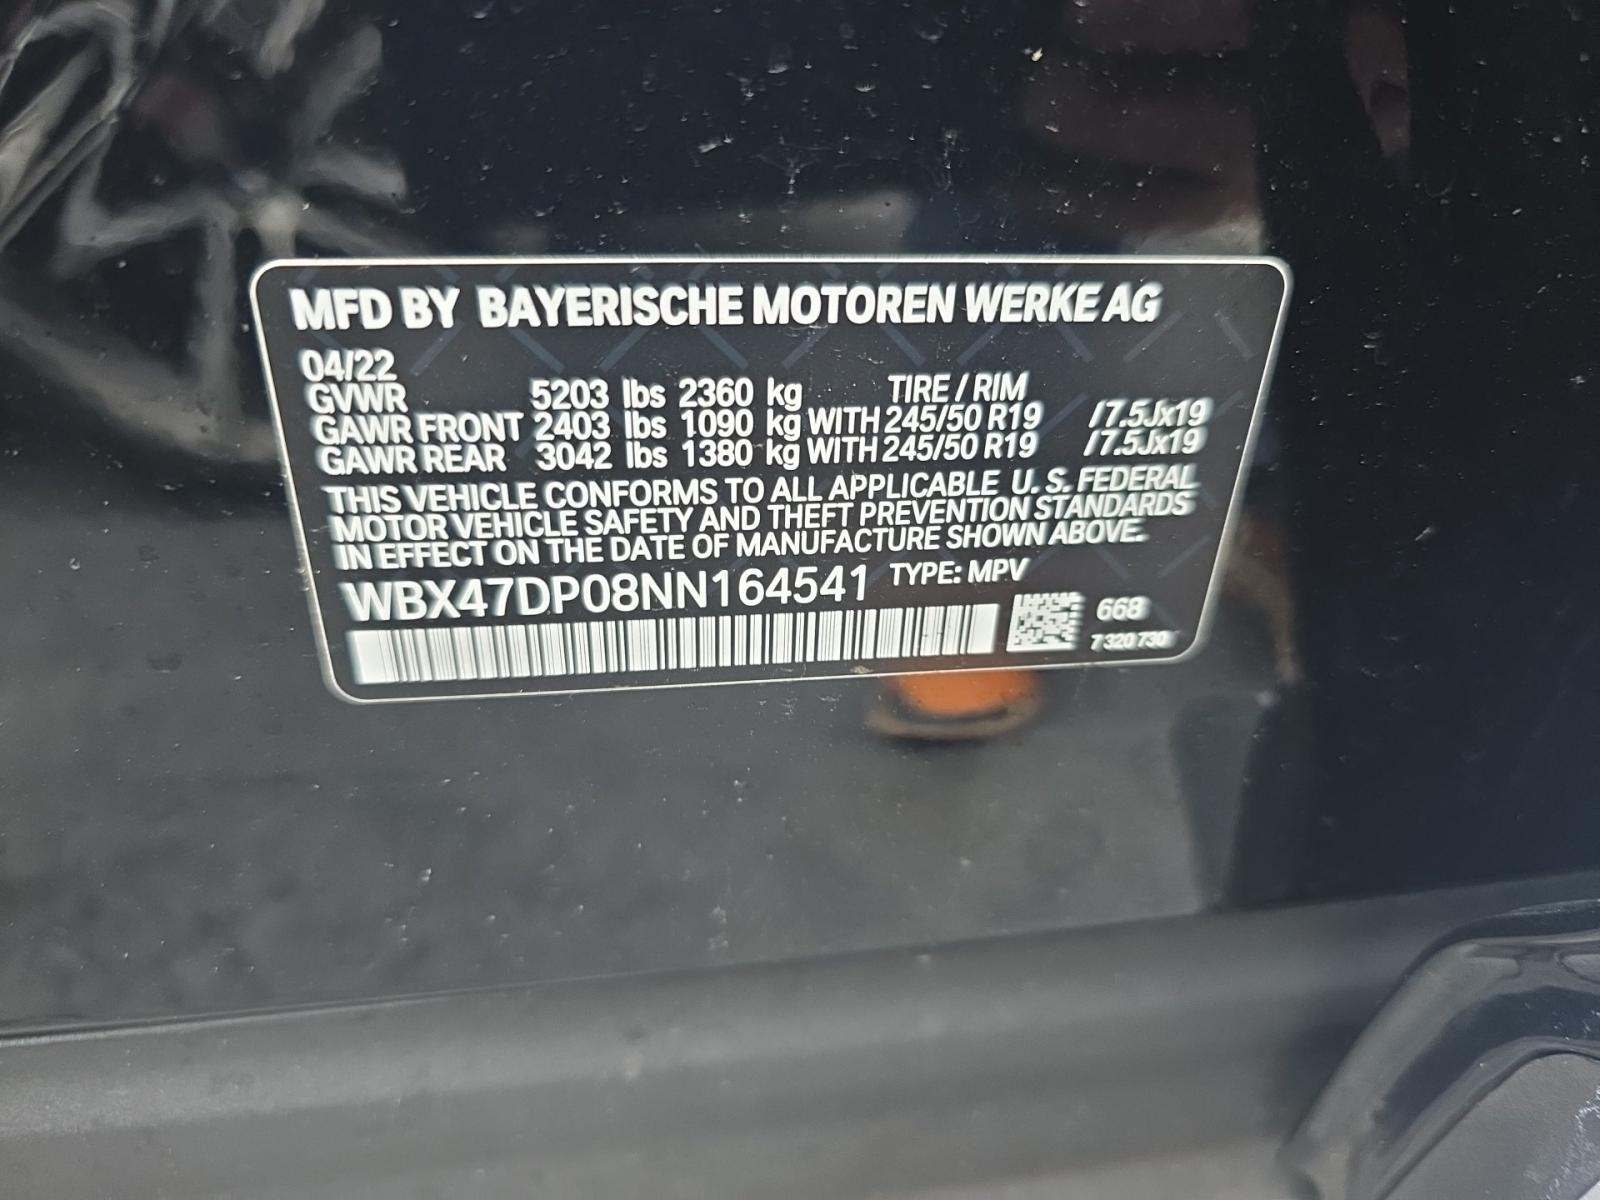 MFD BY BAYERISCHE MOTOREN WERKE AG
04/22
GVWR 5203 lbs 2360 kg TIRE / RIM
GAWR FRONT 2403 lbs 1090 kg WITH 245/50 R19 /7.5Jx19
GAWR REAR 3042 lbs 1380 kg WITH 245/50 R19 /7.5Jx19
THIS VEHICLE CONFORMS TO ALL APPLICABLE U. S. FEDERAL
MOTOR VEHICLE SAFETY AND THEFT PREVENTION STANDARDS
IN EFFECT ON THE DATE OF MANUFACTURE SHOWN ABOVE.
WBX47DP08NN164541 TYPE: MPV
668
7 320 730